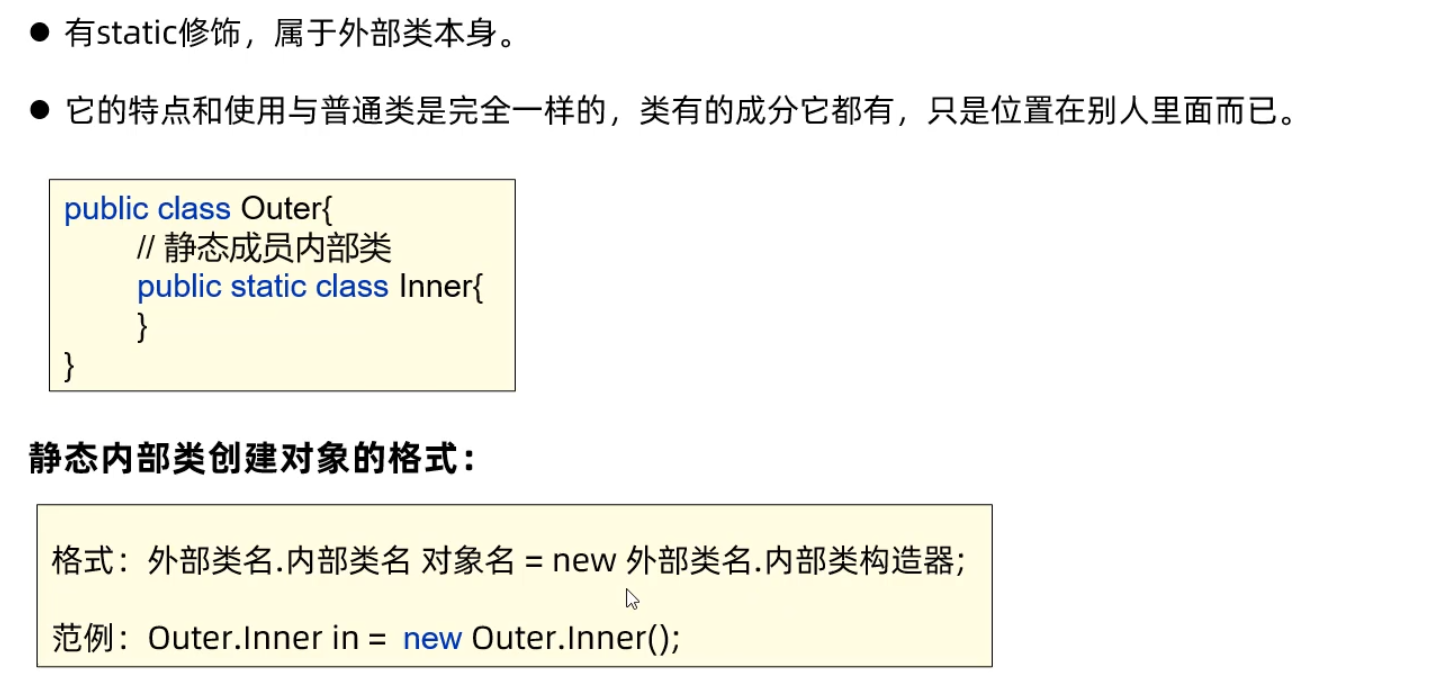 ● 有static修饰，属于外部类本身。
● 它的特点和使用与普通类是完全一样的，类有的成分它都有，只是位置在别人里面而已。
public class Outer{
// 静态成员内部类
public static class Inner{
}
}
静态内部类创建对象的格式：
格式：外部类名.内部类名 对象名 = new 外部类名.内部类构造器;
范例：Outer.Inner in = new Outer.Inner();